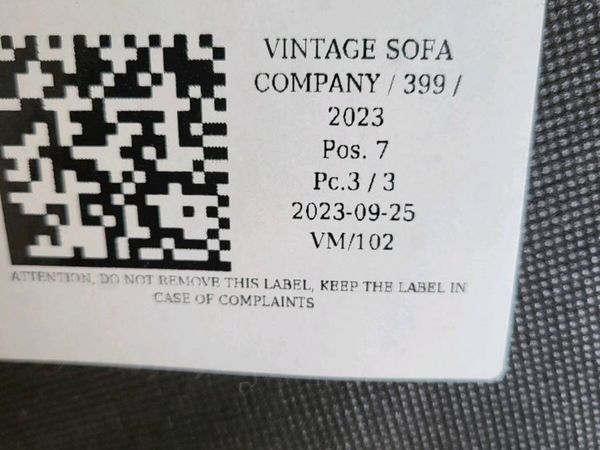 VINTAGE SOFA
COMPANY / 399 /
2023
Pos. 7
Pc.3 / 3
2023-09-25
VM/102
ATTENTION, DO NOT REMOVE THIS LABEL, KEEP THE LABEL IN
CASE OF COMPLAINTS